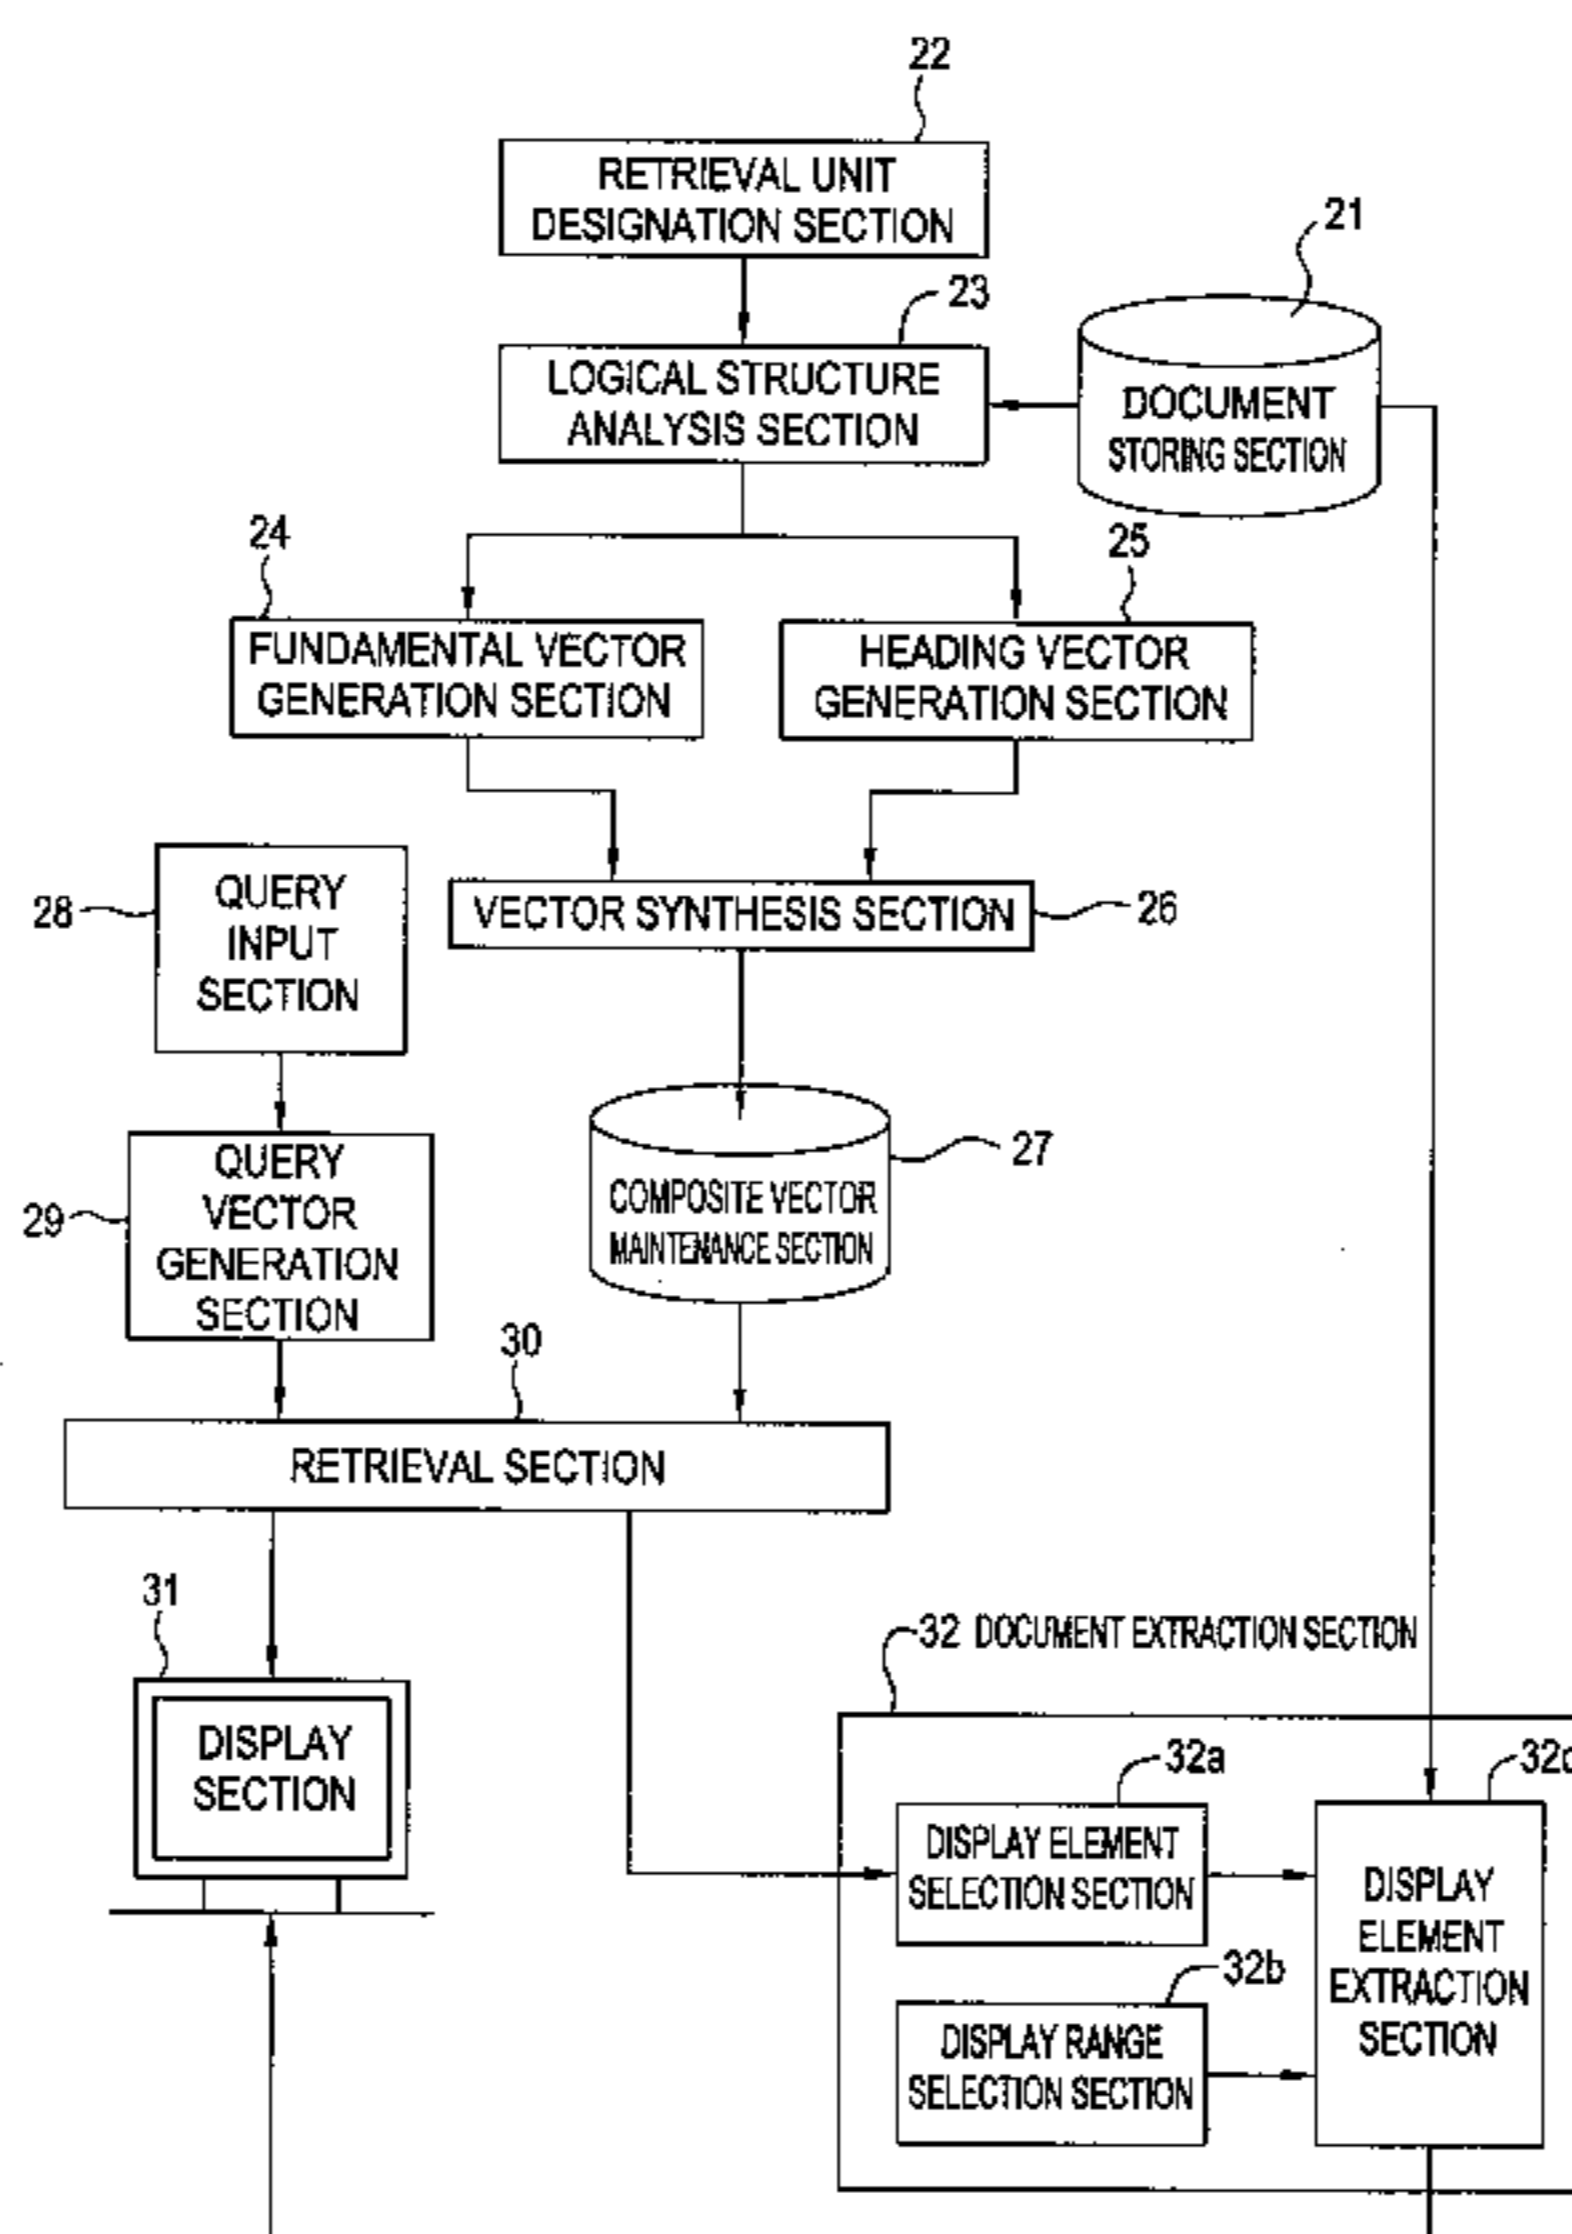 22
RETRIEVAL UNIT
DESIGNATION SECTION
21
23
LOGICAL STRUCTURE
ANALYSIS SECTION
DOCUMENT
STORING SECTION
24
25
FUNDAMENTAL VECTOR
GENERATION SECTION
HEADING VECTOR
GENERATION SECTION
28
QUERY
INPUT
SECTION
VECTOR SYNTHESIS SECTION
26
27
29
QUERY
VECTOR
GENERATION
SECTION
COMPOSITE VECTOR
MAINTENANCE SECTION
30
RETRIEVAL SECTION
31
DISPLAY
SECTION
32 DOCUMENT EXTRACTION SECTION
32a
DISPLAY ELEMENT
SELECTION SECTION
32b
DISPLAY RANGE
SELECTION SECTION
DISPLAY
ELEMENT
EXTRACTION
SECTION